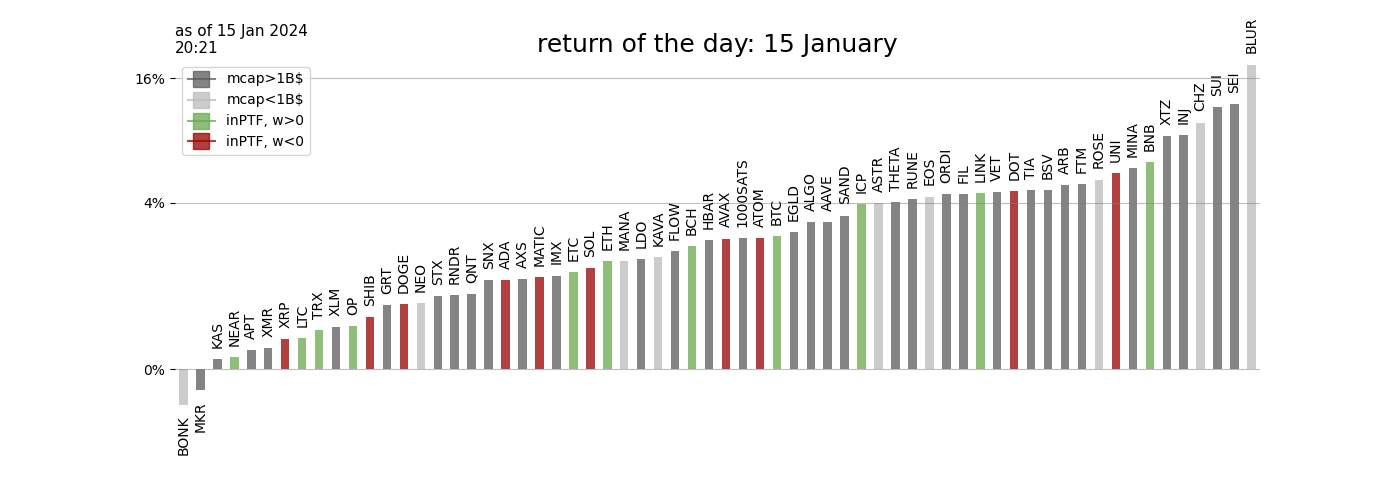 as of 15 Jan 2024
20:21
return of the day: 15 January
mcap>1B$
mcap<1B$
inPTF, w>0
inPTF, w<0
16%
4%
0%
BONK
MKR
KAS
NEAR
APT
XMR
XRP
LTC
TRX
XLM
OP
SHIB
GRT
DOGE
NEO
STX
RNDR
QNT
SNX
ADA
AXS
MATIC
IMX
ETC
SOL
ETH
MANA
LDO
KAVA
FLOW
BCH
HBAR
AVAX
1000SATS
ATOM
BTC
EGLD
ALGO
AAVE
SAND
ICP
ASTR
THETA
RUNE
EOS
ORDI
FIL
LINK
VET
DOT
TIA
BSV
ARB
FTM
ROSE
UNI
MINA
BNB
XTZ
INJ
CHZ
SUI
SEI
BLUR